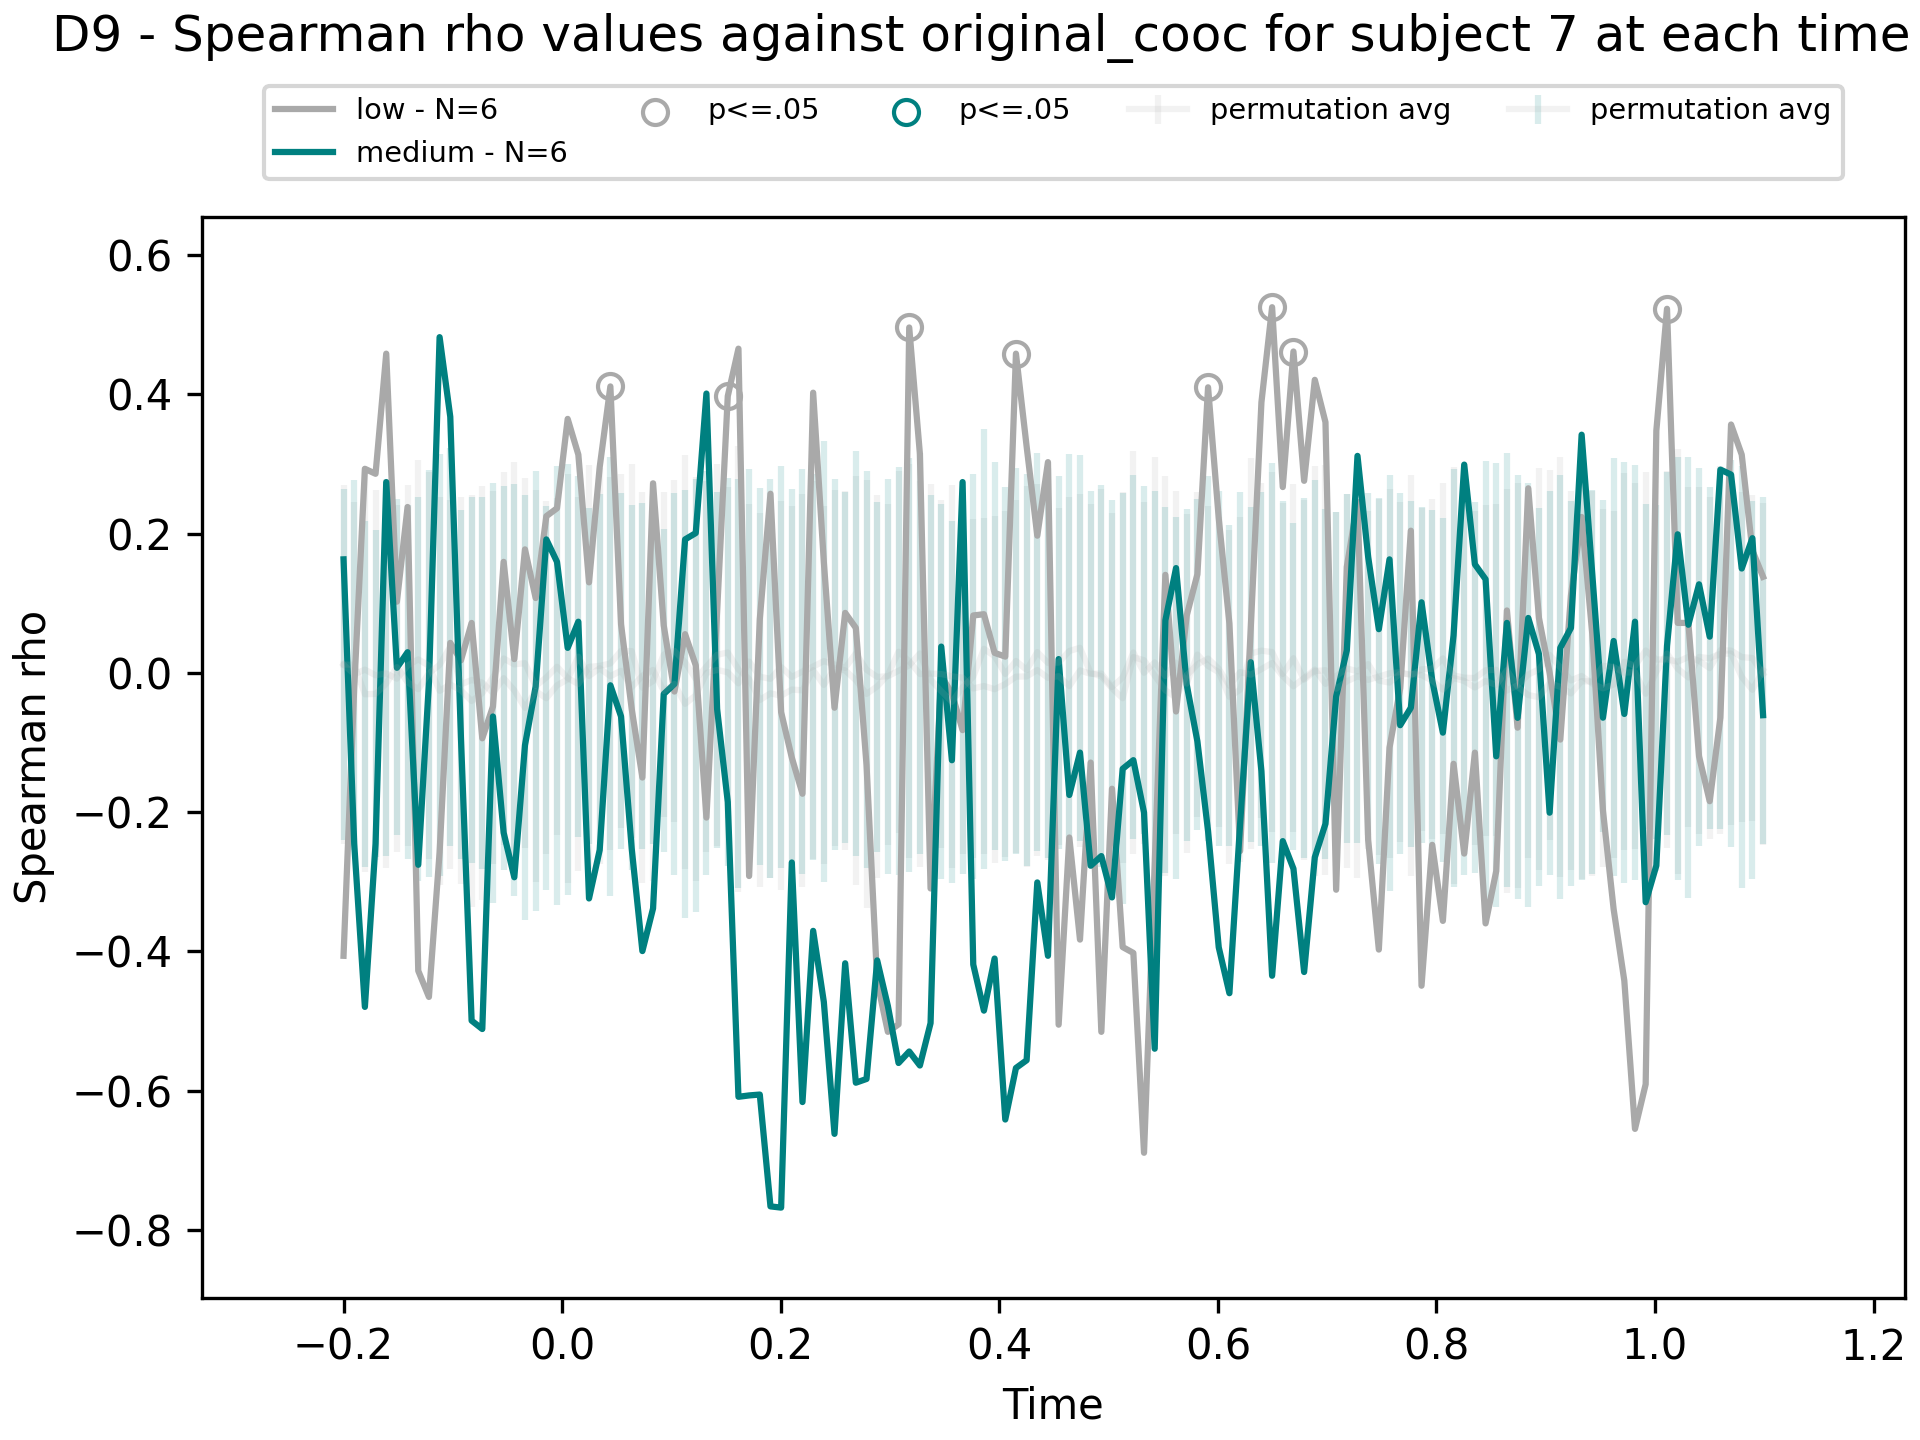 D9 - Spearman rho values against original_cooc for subject 7 at each time
low - N=6
medium - N=6
p<=.05
p<=.05
permutation avg
permutation avg
Spearman rho
0.6
0.4
0.2
0.0
−0.2
−0.4
−0.6
−0.8
−0.2 0.0 0.2 0.4 0.6 0.8 1.0 1.2
Time